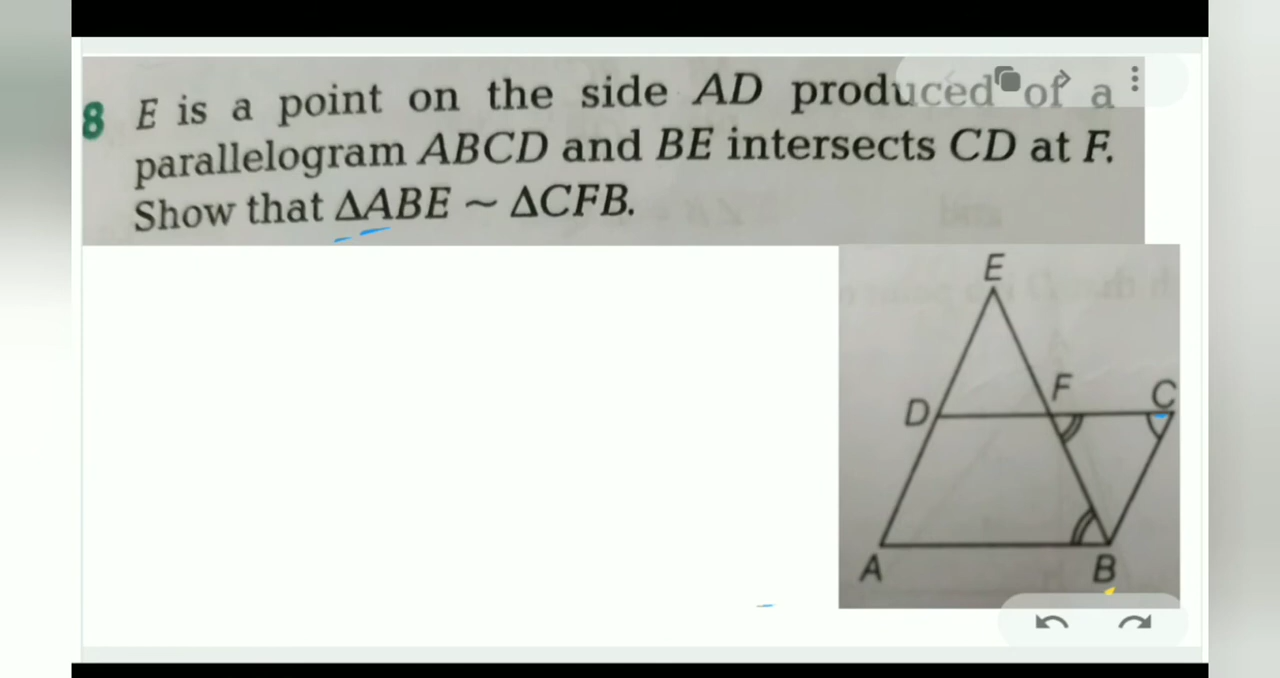 8 E is a point on the side AD produced of a
parallelogram ABCD and BE intersects CD at F.
Show that ΔABE ~ ΔCFB.
E
F
C
D
A
B